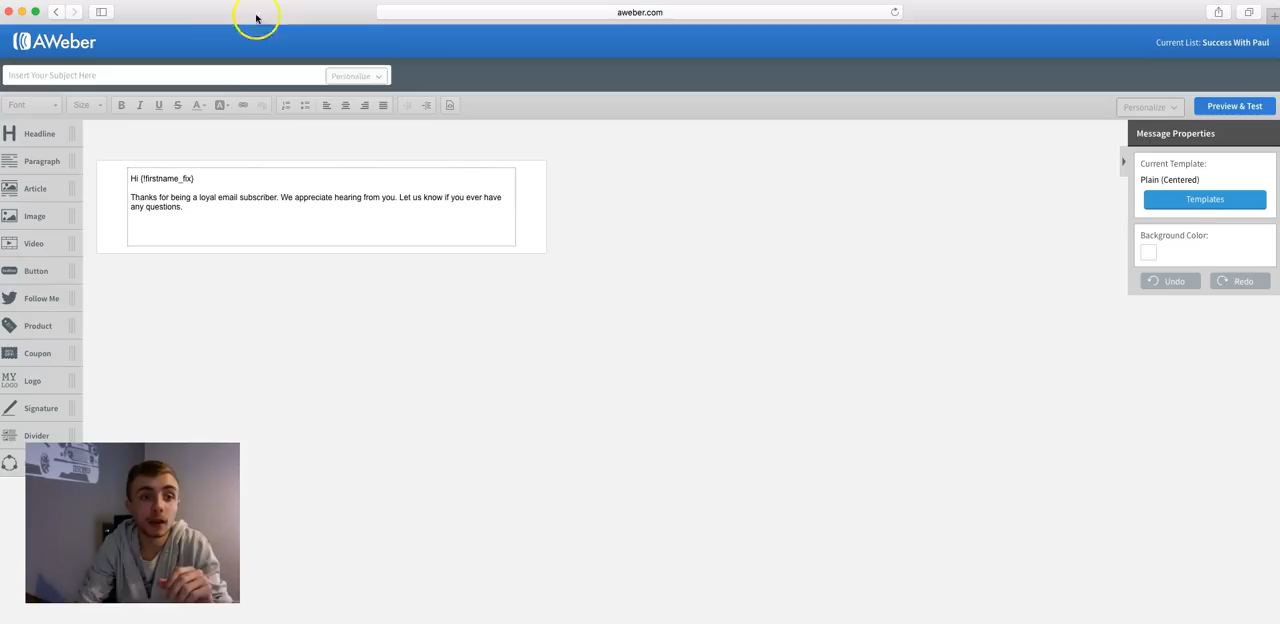 aweber.com
AWeber
Current List: Success With Paul
Insert Your Subject Here
Personalize
Font
Size
B I U S A A
Personalize
Preview & Test
Headline
Paragraph
Article
Image
Video
Button
Follow Me
Product
Coupon
MY
LOGO
Logo
Signature
Divider
Hi {!firstname_fix}
Thanks for being a loyal email subscriber. We appreciate hearing from you. Let us know if you ever have
any questions.
Message Properties
Current Template:
Plain (Centered)
Templates
Background Color:
Undo
Redo